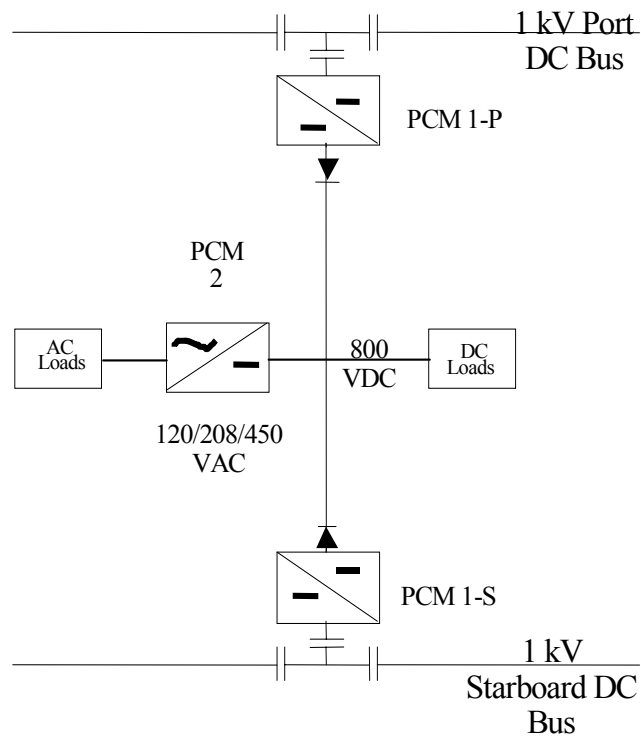 1 kV Port
DC Bus
PCM 1-P
PCM
2
AC
Loads
800
VDC
DC
Loads
120/208/450
VAC
PCM 1-S
1 kV
Starboard DC
Bus